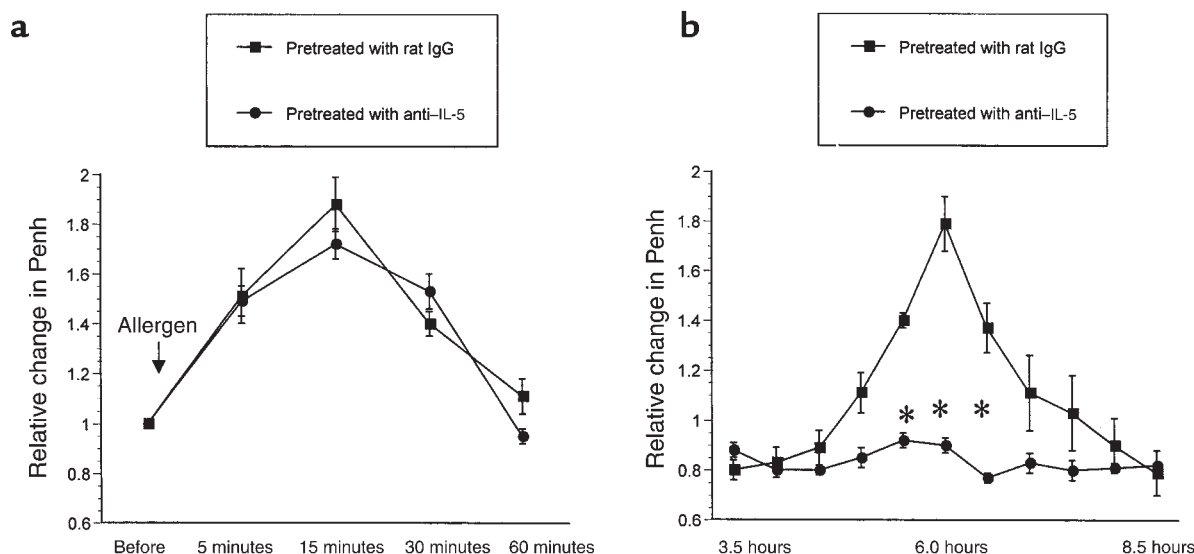 a
Pretreated with rat IgG
Pretreated with anti–IL-5
Relative change in Penh
2
1.8
1.6
1.4
1.2
1
0.8
0.6
Allergen
Before 5 minutes 15 minutes 30 minutes 60 minutes
b
Pretreated with rat IgG
Pretreated with anti–IL-5
Relative change in Penh
2
1.8
1.6
1.4
1.2
1
0.8
0.6
* * *
3.5 hours 6.0 hours 8.5 hours